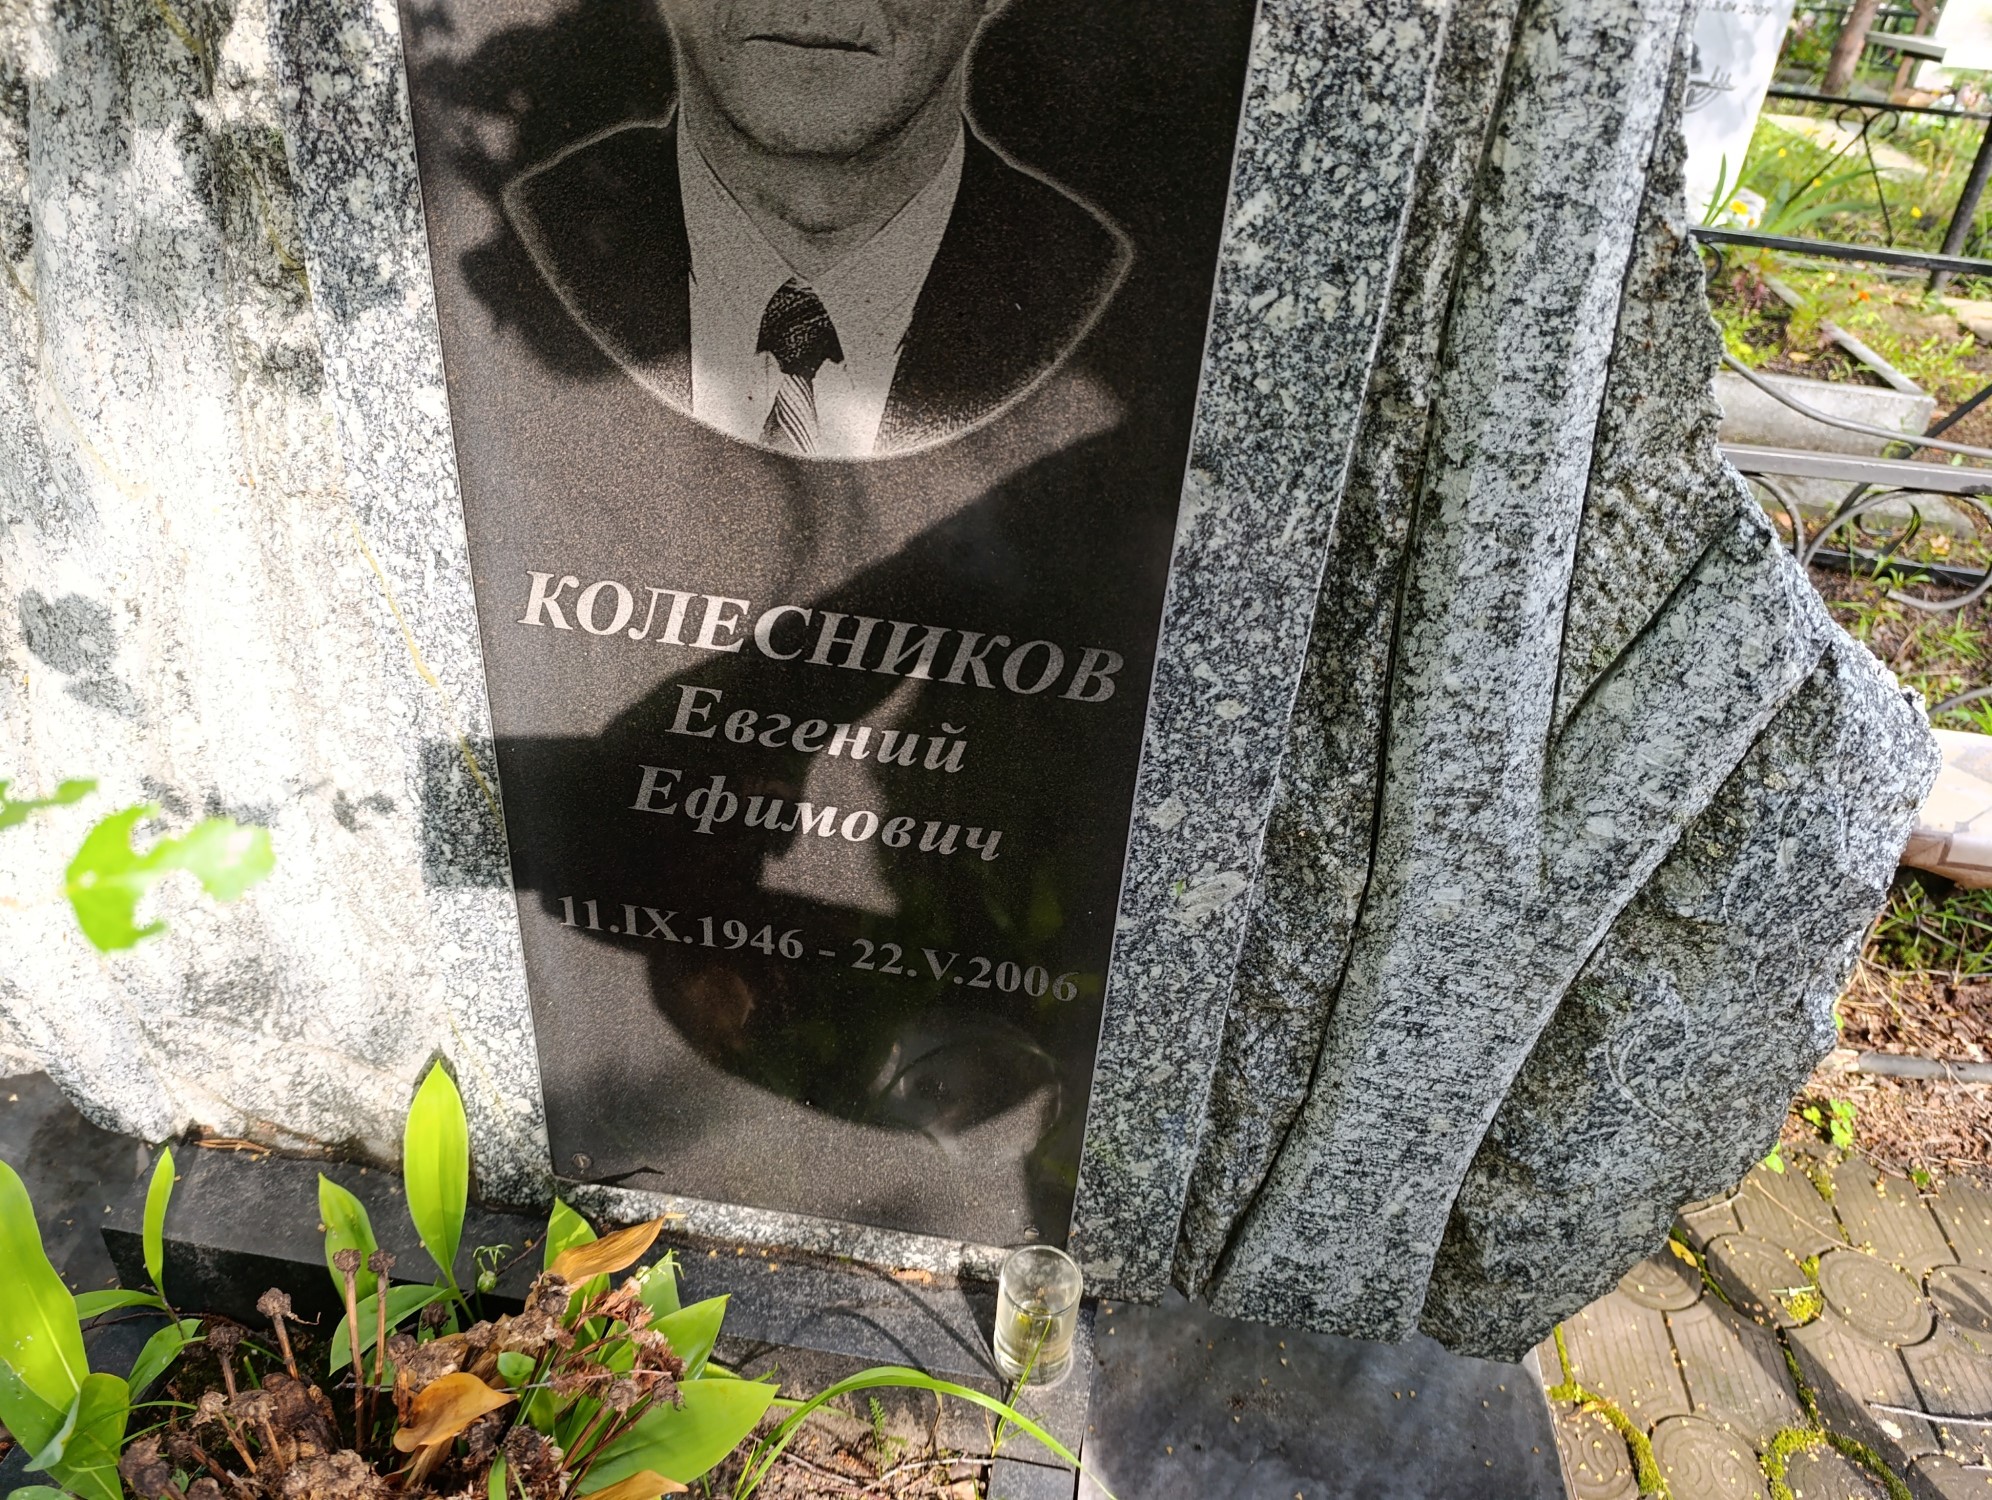 КОЛЕСНИКОВ
Евгений
Ефимович
11.IX.1946 - 22.V.2006